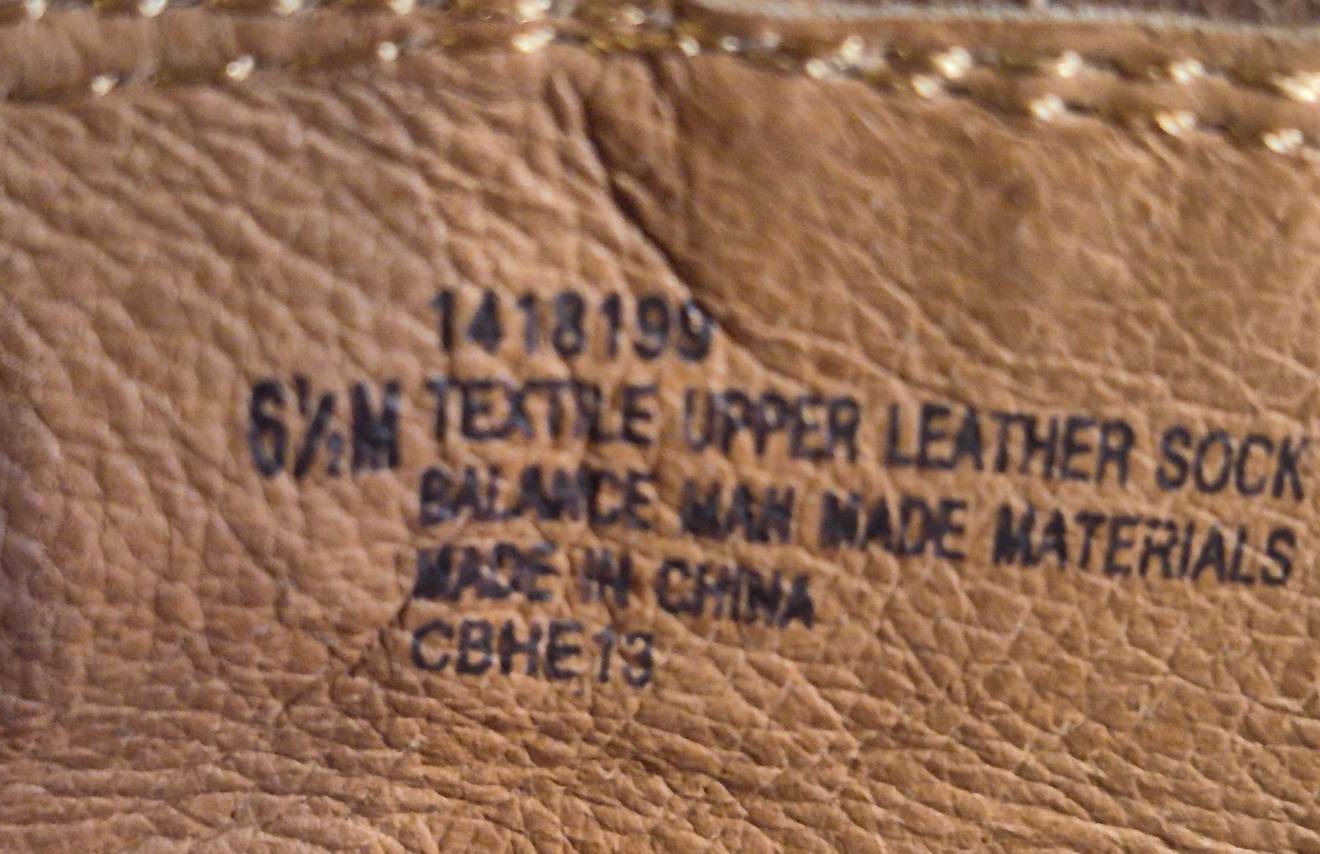 1418199
6½M TEXTILE UPPER LEATHER SOCK
BALANCE MAN MADE MATERIALS
MADE IN CHINA
CBHE13